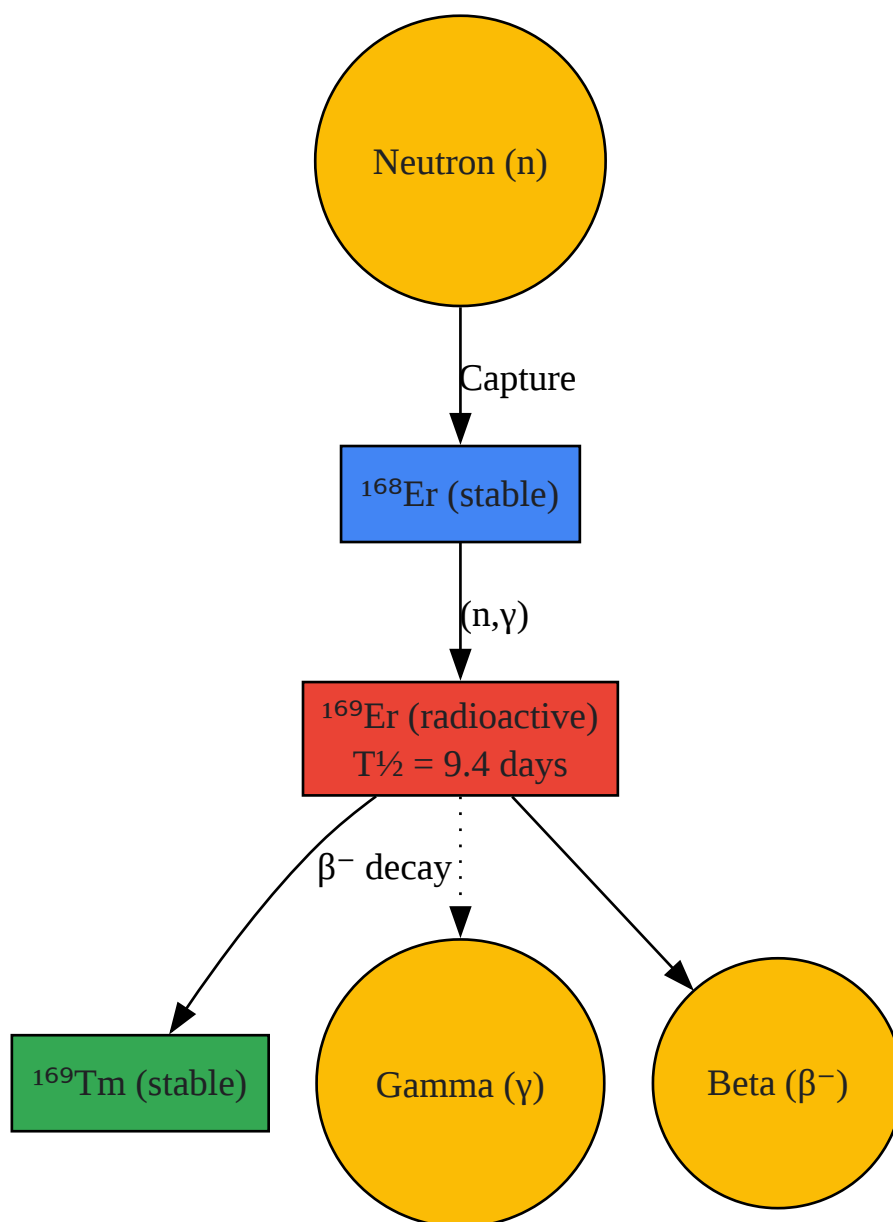 Neutron (n)
Capture
¹⁶⁸Er (stable)
(n,γ)
¹⁶⁹Er (radioactive)
T½ = 9.4 days
β⁻ decay
¹⁶⁹Tm (stable)
Gamma (γ)
Beta (β⁻)